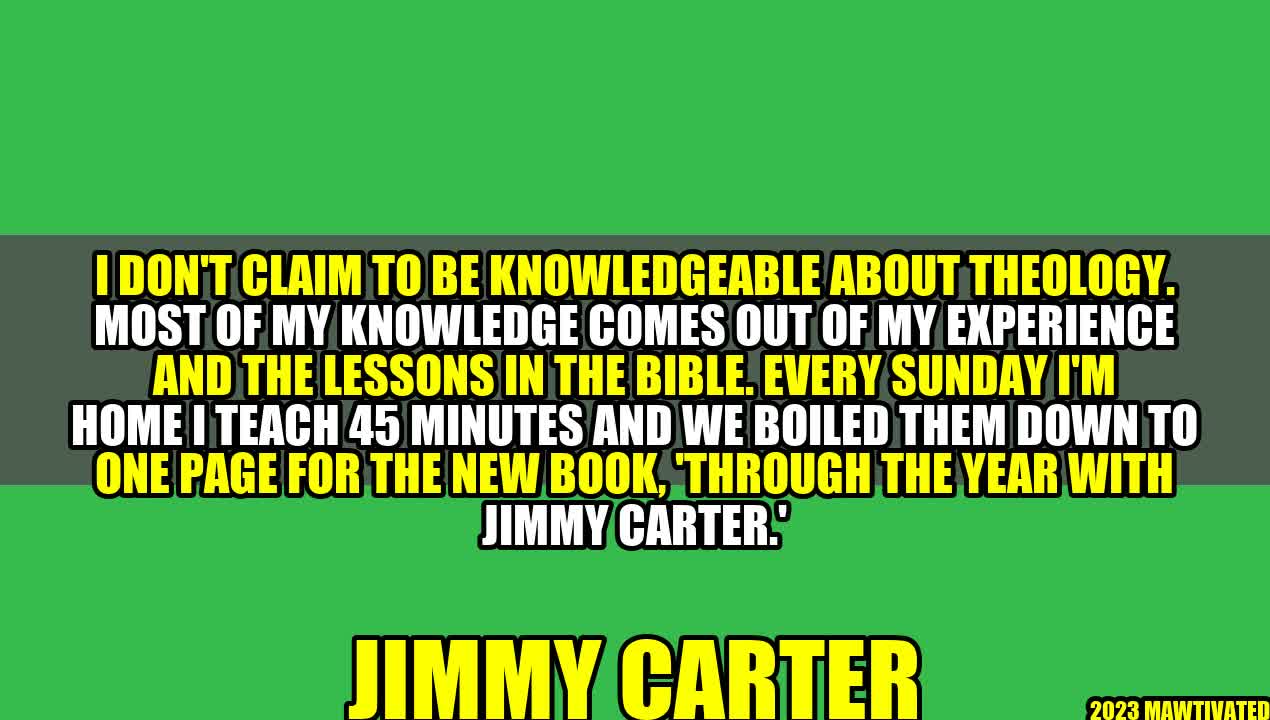 I DON'T CLAIM TO BE KNOWLEDGEABLE ABOUT THEOLOGY.
MOST OF MY KNOWLEDGE COMES OUT OF MY EXPERIENCE
AND THE LESSONS IN THE BIBLE. EVERY SUNDAY I'M
HOME I TEACH 45 MINUTES AND WE BOILED THEM DOWN TO
ONE PAGE FOR THE NEW BOOK, 'THROUGH THE YEAR WITH
JIMMY CARTER.'
JIMMY CARTER
2023 MAWTIVATED